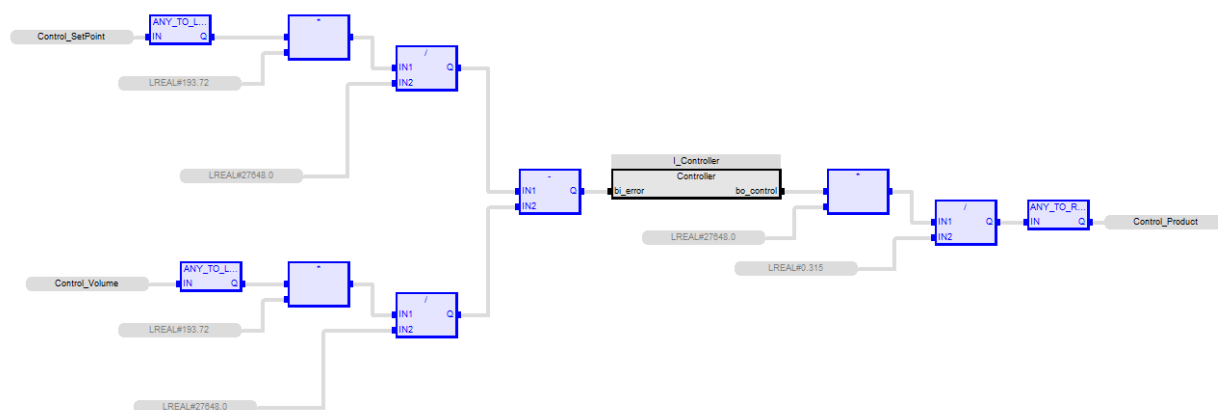 ANY_TO_L...
Control_SetPoint
IN Q
*
LREAL#193.72
/
IN1 Q
IN2
LREAL#27648.0
-
IN1 Q
IN2
I_Controller
Controller
bi_error bo_control
*
LREAL#27648.0
/
IN1 Q
IN2
LREAL#0.315
ANY_TO_R...
IN Q
Control_Product
ANY_TO_L...
Control_Volume
IN Q
*
LREAL#193.72
/
IN1 Q
IN2
LREAL#27648.0